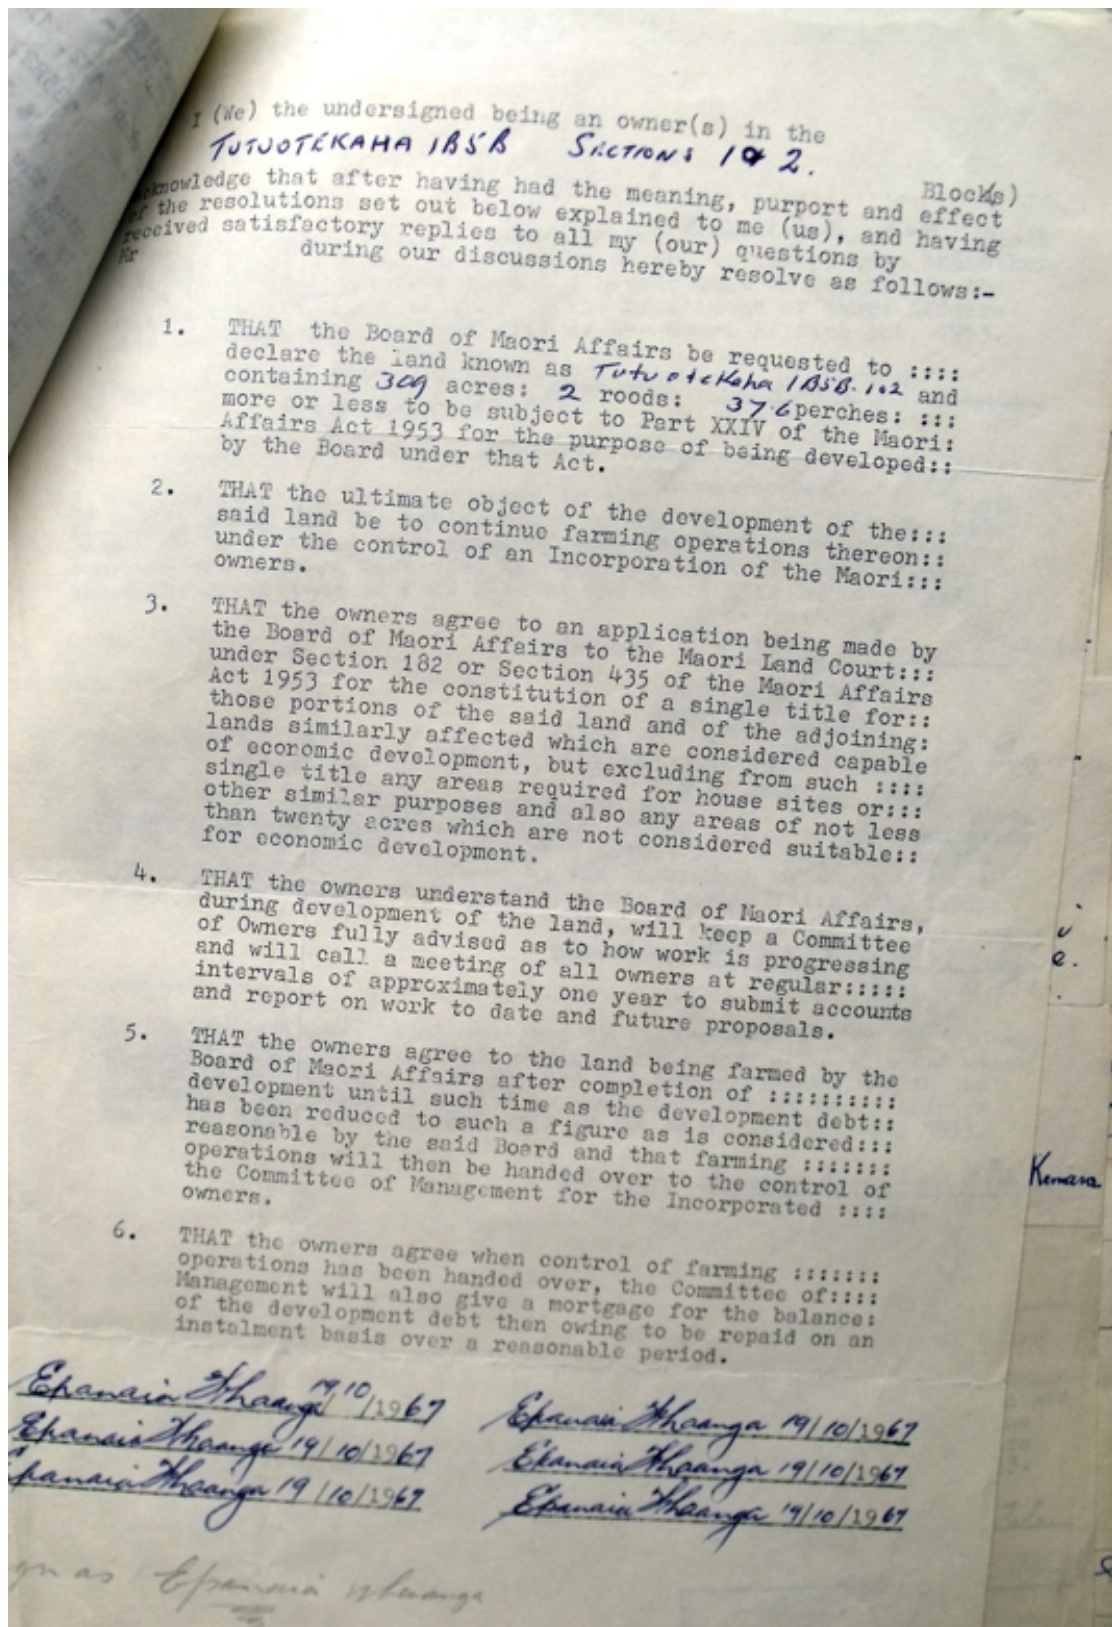 I (We) the undersigned being an owner(s) in the
TUTUOTEKAHA 1B5B SECTIONS 1 & 2. Block(s)
acknowledge that after having had the meaning, purport and effect
of the resolutions set out below explained to me (us), and having
received satisfactory replies to all my (our) questions by
Mr during our discussions hereby resolve as follows:-
1. THAT the Board of Maori Affairs be requested to ::::
declare the land known as Tutuotekaha 1B5B. 1+2 and
containing 309 acres: 2 roods: 37.6 perches: :::
more or less to be subject to Part XXIV of the Maori:
Affairs Act 1953 for the purpose of being developed::
by the Board under that Act.
2. THAT the ultimate object of the development of the:::
said land be to continue farming operations thereon::
under the control of an Incorporation of the Maori:::
owners.
3. THAT the owners agree to an application being made by
the Board of Maori Affairs to the Maori Land Court:::
under Section 182 or Section 435 of the Maori Affairs
Act 1953 for the constitution of a single title for::
those portions of the said land and of the adjoining:
lands similarly affected which are considered capable
of economic development, but excluding from such ::::
single title any areas required for house sites or:::
other similar purposes and also any areas of not less
than twenty acres which are not considered suitable::
for economic development.
4. THAT the owners understand the Board of Maori Affairs,
during development of the land, will keep a Committee
of Owners fully advised as to how work is progressing
and will call a meeting of all owners at regular:::::
intervals of approximately one year to submit accounts
and report on work to date and future proposals.
5. THAT the owners agree to the land being farmed by the
Board of Maori Affairs after completion of ::::::::::
development until such time as the development debt::
has been reduced to such a figure as is considered:::
reasonable by the said Board and that farming :::::::
operations will then be handed over to the control of
the Committee of Management for the Incorporated ::::
owners.
Kemara
6. THAT the owners agree when control of farming :::::::
operations has been handed over, the Committee of::::
Management will also give a mortgage for the balance:
of the development debt then owing to be repaid on an
instalment basis over a reasonable period.
Epanaia Whaanga 19/10/1967 Epanaia Whaanga 19/10/1967
Epanaia Whaanga 19/10/1967 Epanaia Whaanga 19/10/1967
Epanaia Whaanga 19/10/1967 Epanaia Whaanga 19/10/1967
as Epanaia Whaanga